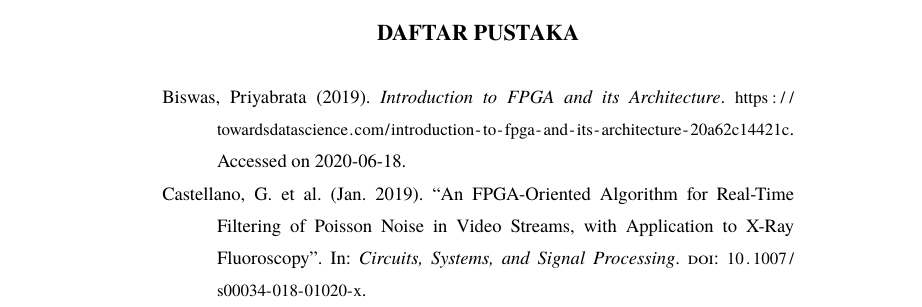 DAFTAR PUSTAKA
Biswas, Priyabrata (2019). Introduction to FPGA and its Architecture. https://
towardsdatascience.com/introduction-to-fpga-and-its-architecture-20a62c14421c.
Accessed on 2020-06-18.
Castellano, G. et al. (Jan. 2019). “An FPGA-Oriented Algorithm for Real-Time
Filtering of Poisson Noise in Video Streams, with Application to X-Ray
Fluoroscopy”. In: Circuits, Systems, and Signal Processing. DOI: 10.1007/
s00034-018-01020-x.